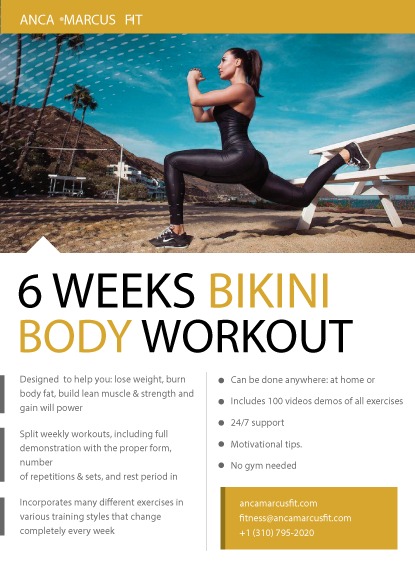 ANCA MARCUS FIT
6 WEEKS BIKINI
BODY WORKOUT
Designed to help you: lose weight, burn
body fat, build lean muscle & strength and
gain will power
Split weekly workouts, including full
demonstration with the proper form,
number
of repetitions & sets, and rest period in
Incorporates many different exercises in
various training styles that change
completely every week
Can be done anywhere: at home or
Includes 100 videos demos of all exercises
24/7 support
Motivational tips.
No gym needed
ancamarcusfit.com
fitness@ancamarcusfit.com
+1 (310) 795-2020